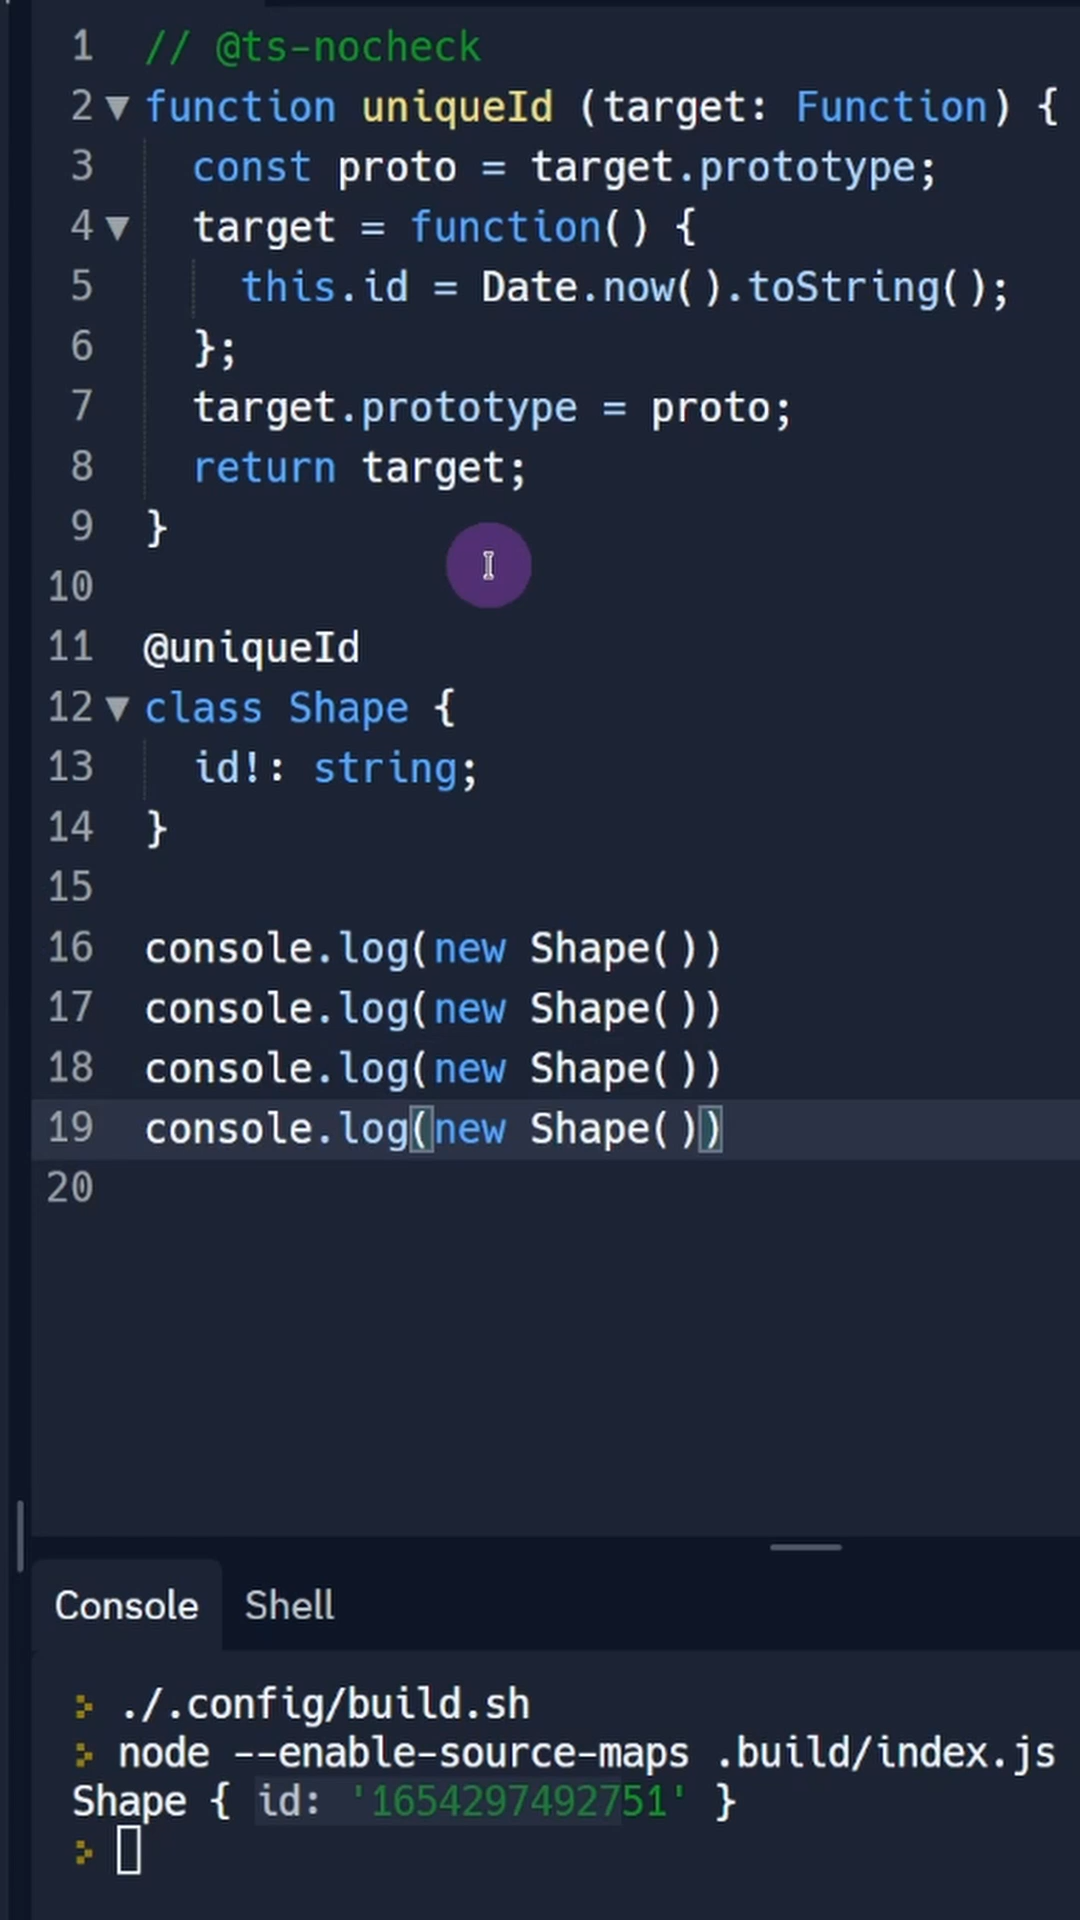 1 // @ts-nocheck
2 function uniqueId (target: Function) {
3 const proto = target.prototype;
4 target = function() {
5 this.id = Date.now().toString();
6 };
7 target.prototype = proto;
8 return target;
9 }
10
11 @uniqueId
12 class Shape {
13 id!: string;
14 }
15
16 console.log(new Shape())
17 console.log(new Shape())
18 console.log(new Shape())
19 console.log(new Shape())
20
Console Shell
./.config/build.sh
node --enable-source-maps .build/index.js
Shape { id: '1654297492751' }